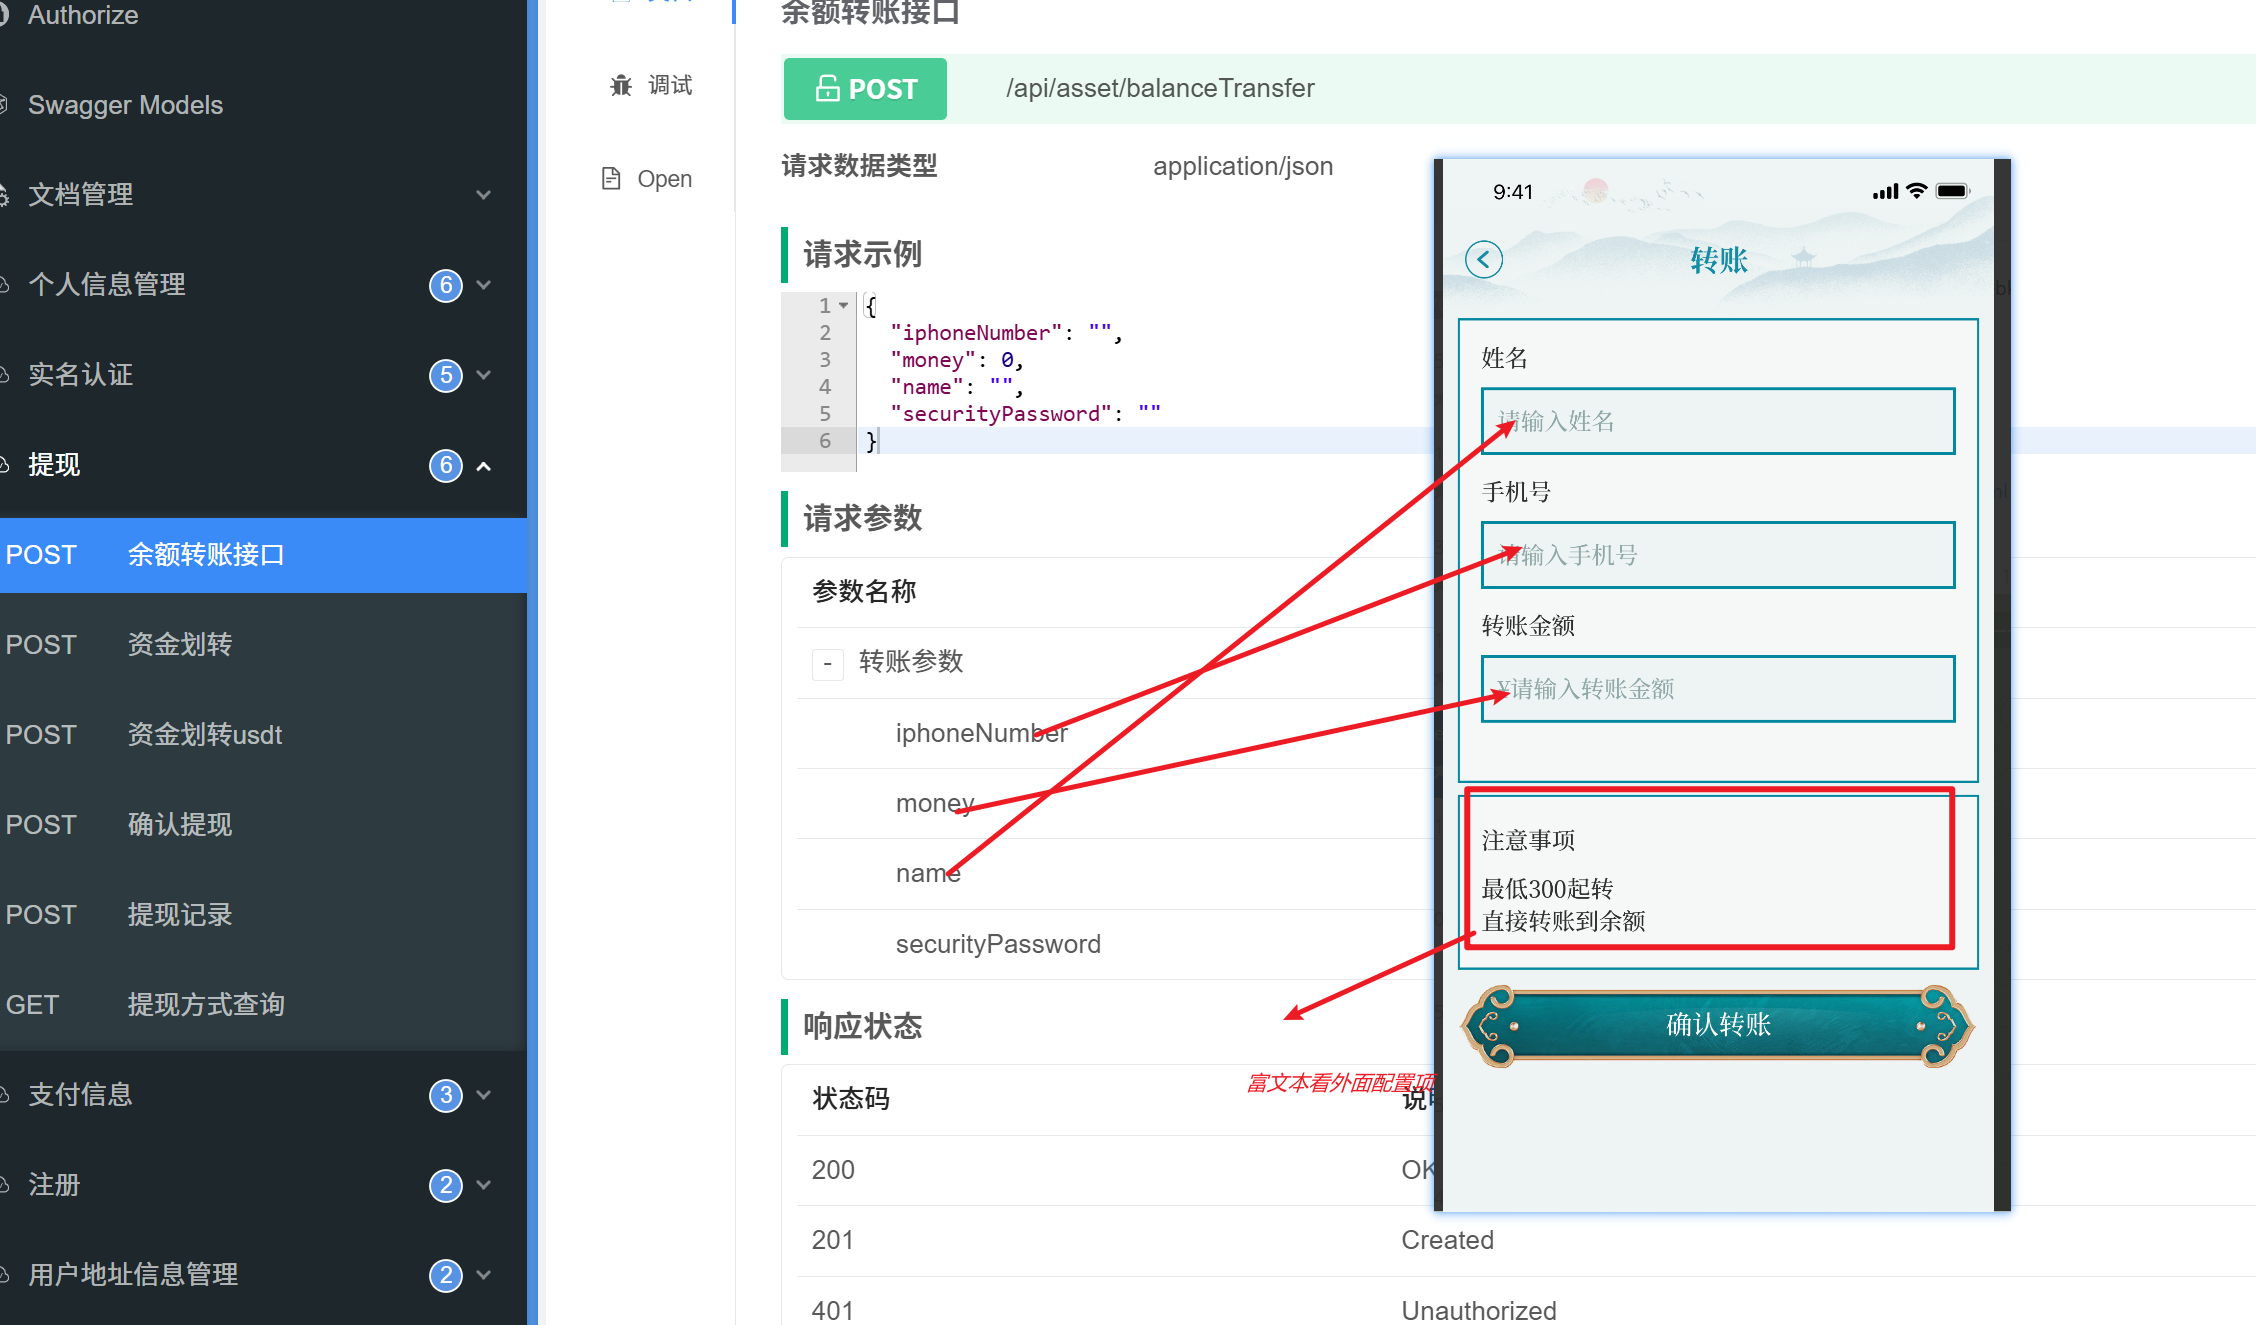 Authorize
Swagger Models
文档管理
个人信息管理 6
实名认证 5
提现 6
POST 余额转账接口
POST 资金划转
POST 资金划转usdt
POST 确认提现
POST 提现记录
GET 提现方式查询
支付信息 3
注册 2
用户地址信息管理 2
调试
Open
余额转账接口
POST /api/asset/balanceTransfer
请求数据类型 application/json
请求示例
1 {
2 "iphoneNumber": "",
3 "money": 0,
4 "name": "",
5 "securityPassword": ""
6 }
请求参数
参数名称
- 转账参数
iphoneNumber
money
name
securityPassword
响应状态
状态码
富文本看外面配置项
200 OK
201 Created
401 Unauthorized
9:41
转账
姓名
请输入姓名
手机号
请输入手机号
转账金额
¥请输入转账金额
注意事项
最低300起转
直接转账到余额
确认转账